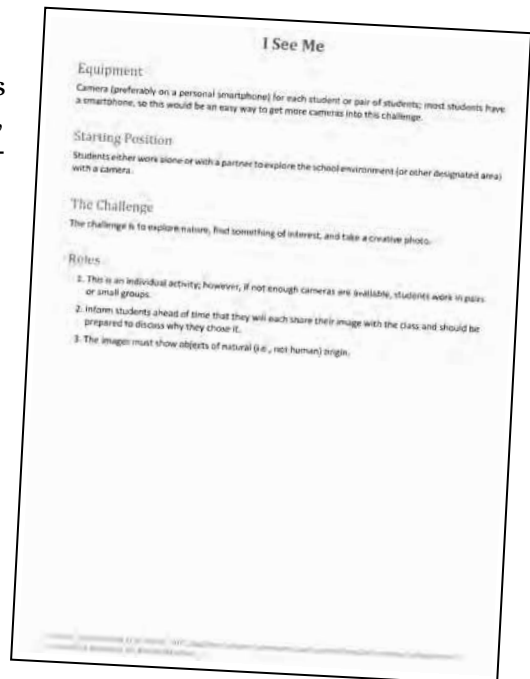 s
,
-
I See Me
Equipment
Camera (preferably on a personal smartphone) for each student or pair of students; most students have
a smartphone, so this would be an easy way to get more cameras into this challenge.
Starting Position
Students either work alone or with a partner to explore the school environment (or other designated area)
with a camera.
The Challenge
The challenge is to explore nature, find something of interest, and take a creative photo.
Rules
1. This is an individual activity; however, if not enough cameras are available, students work in pairs
or small groups.
2. Inform students ahead of time that they will each share their image with the class and should be
prepared to discuss why they chose it.
3. The images must show objects of natural (i.e., not human) origin.